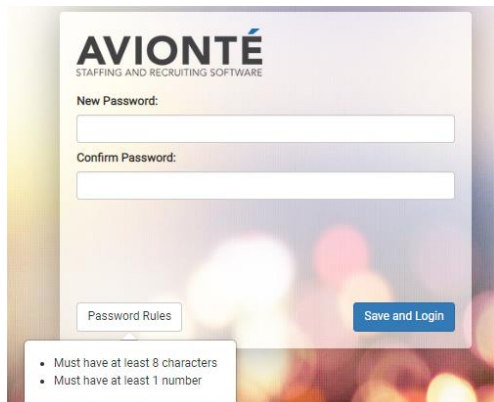 AVIONTÉ
STAFFING AND RECRUITING SOFTWARE
New Password:
Confirm Password:
Password Rules
Save and Login
Must have at least 8 characters
Must have at least 1 number